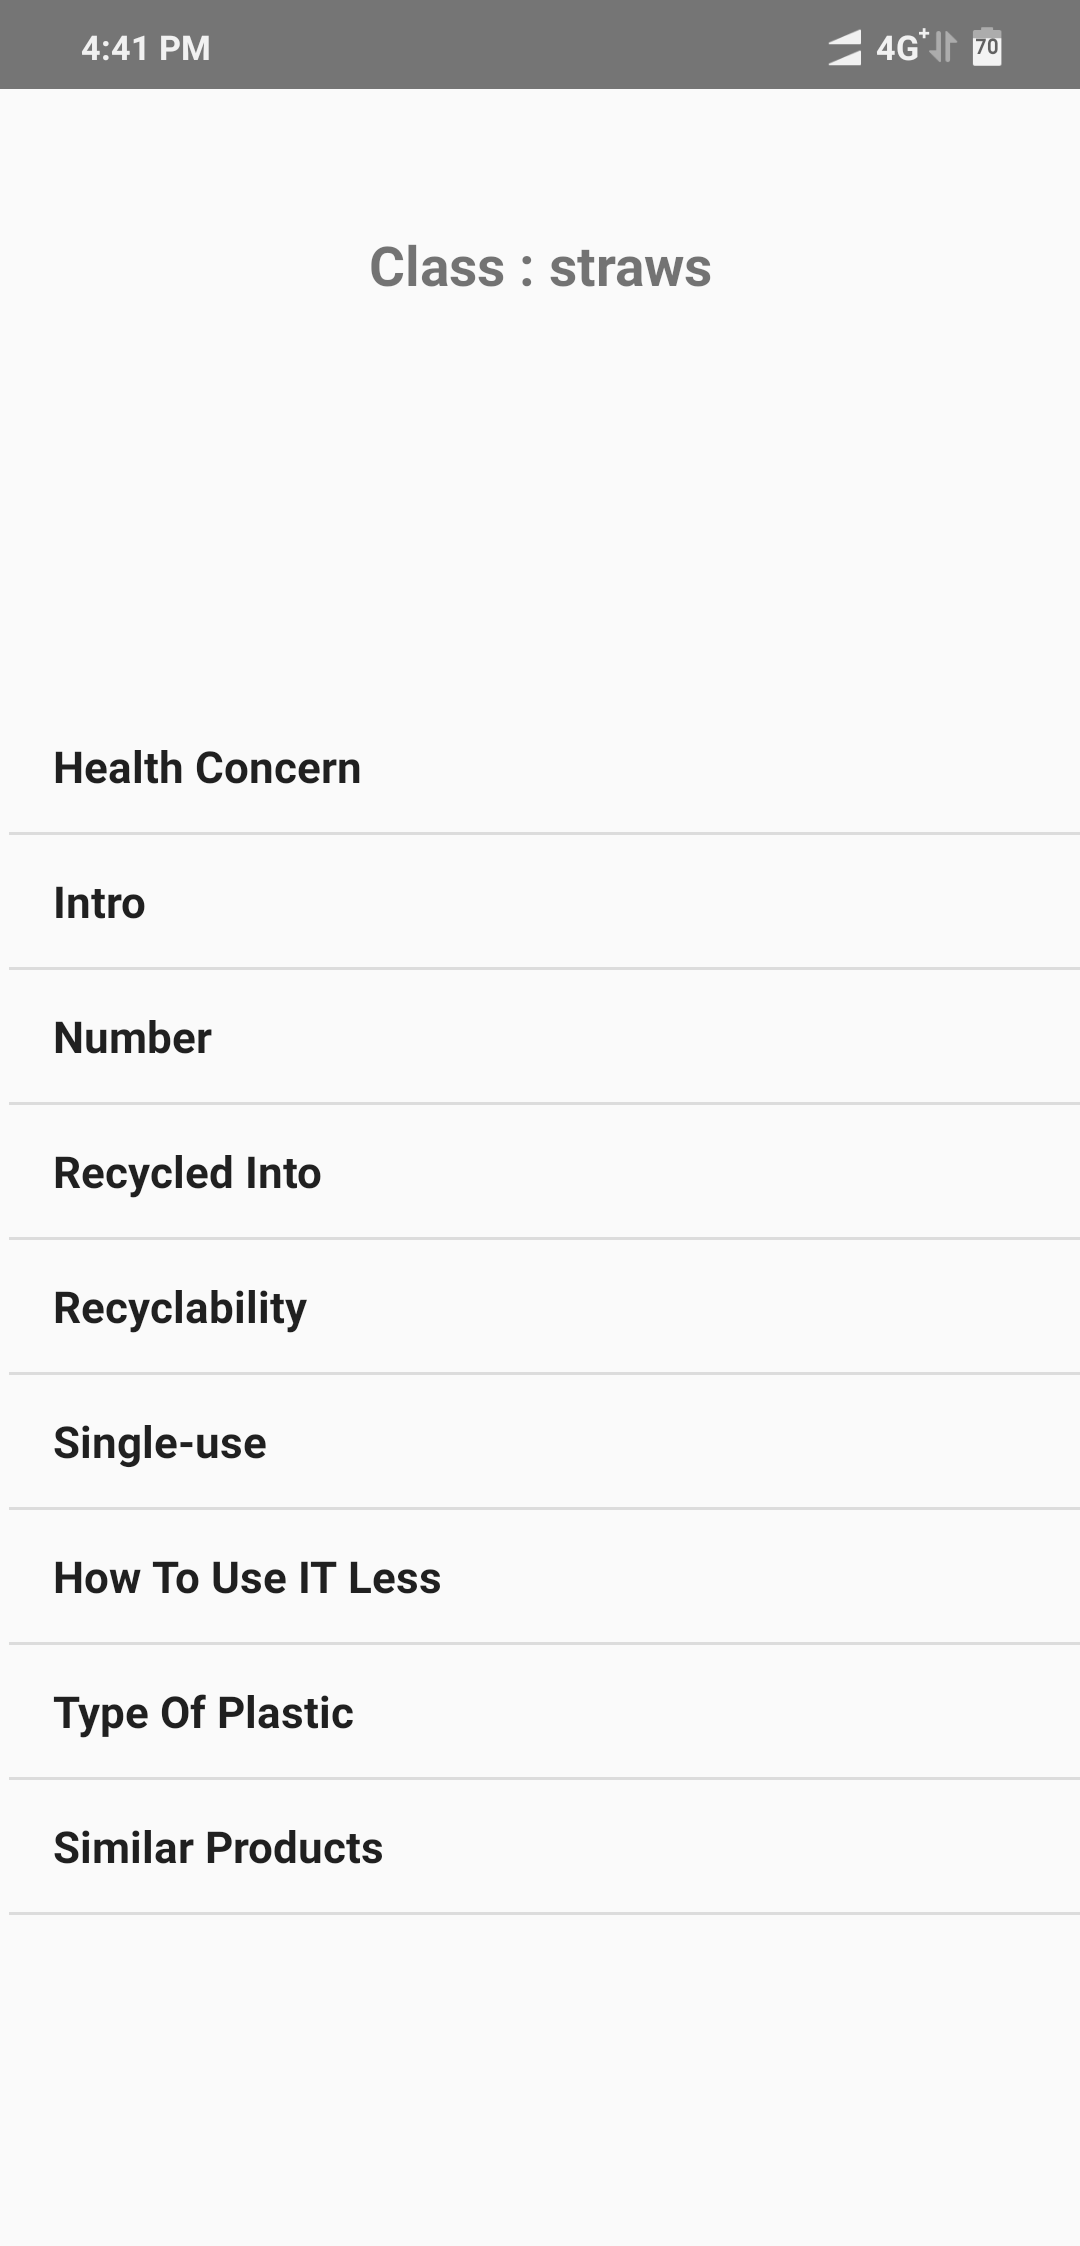 4:41 PM 4G+ 70
Class : straws
Health Concern
Intro
Number
Recycled Into
Recyclability
Single-use
How To Use IT Less
Type Of Plastic
Similar Products